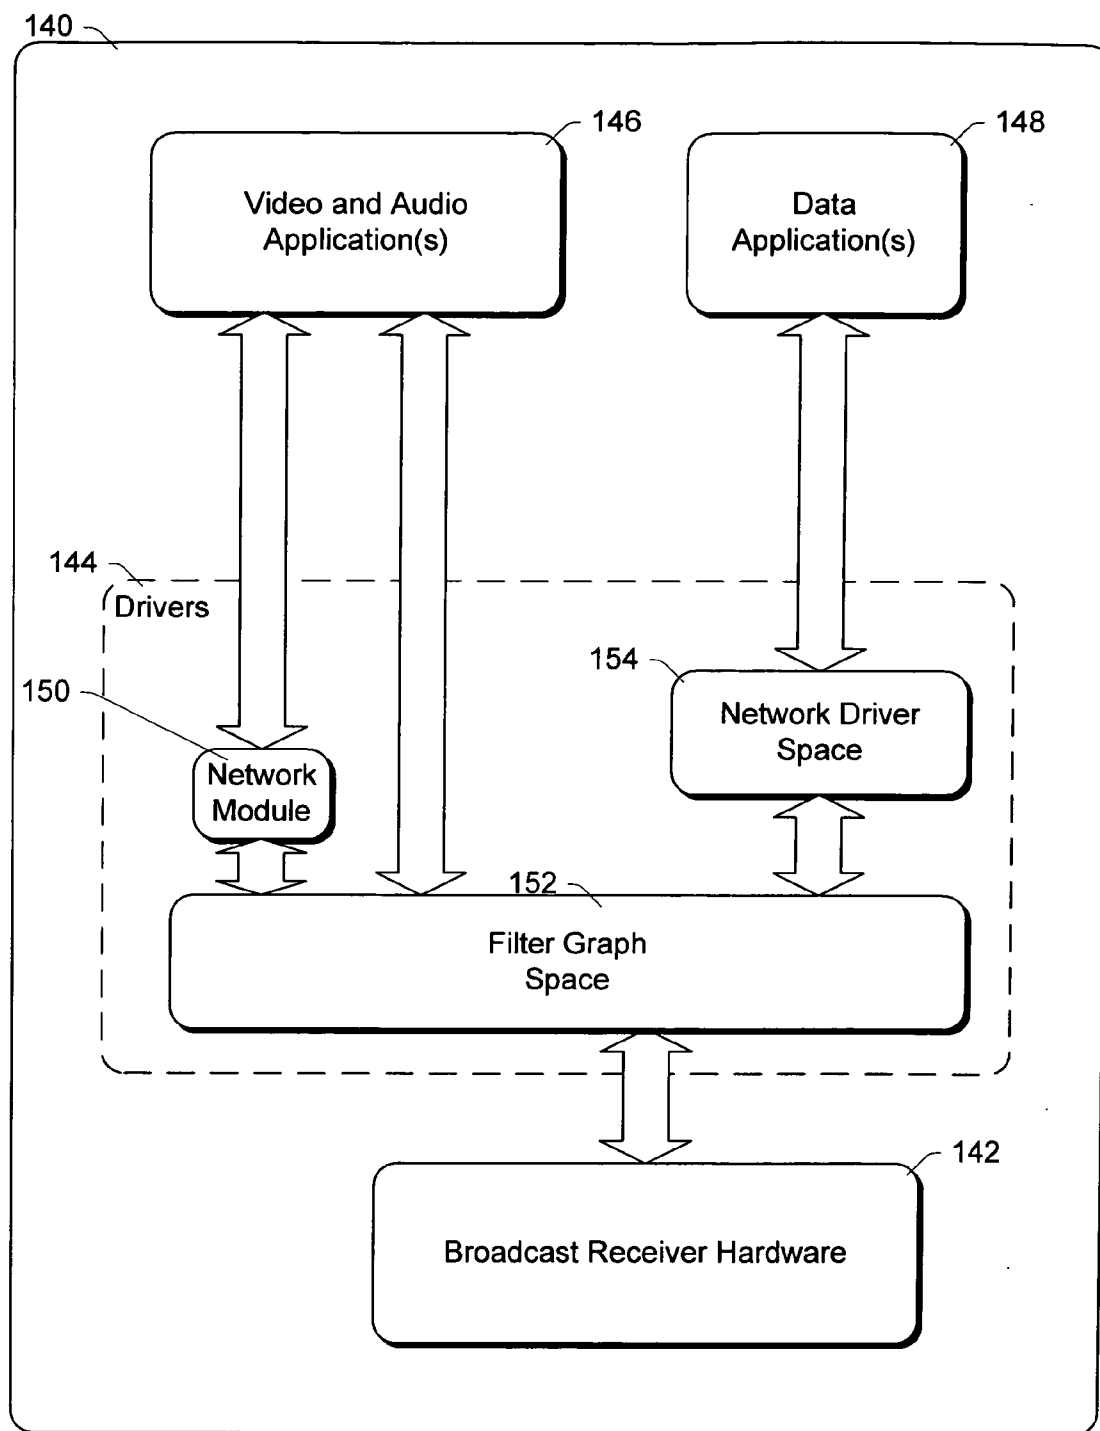 140
146
148
Video and Audio
Application(s)
Data
Application(s)
144
Drivers
154
150
Network Driver
Space
Network
Module
152
Filter Graph
Space
142
Broadcast Receiver Hardware